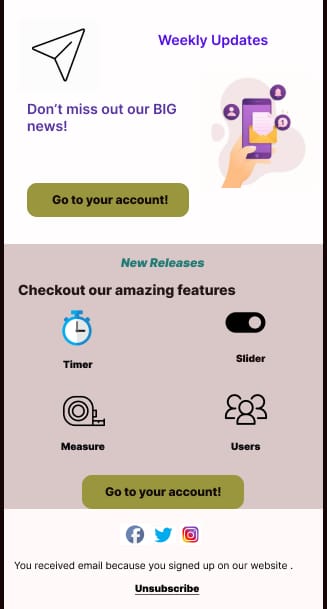 Weekly Updates
Don't miss out our BIG
news!
Go to your account!
New Releases
Checkout our amazing features
Timer
Slider
Measure
Users
Go to your account!
You received email because you signed up on our website .
Unsubscribe